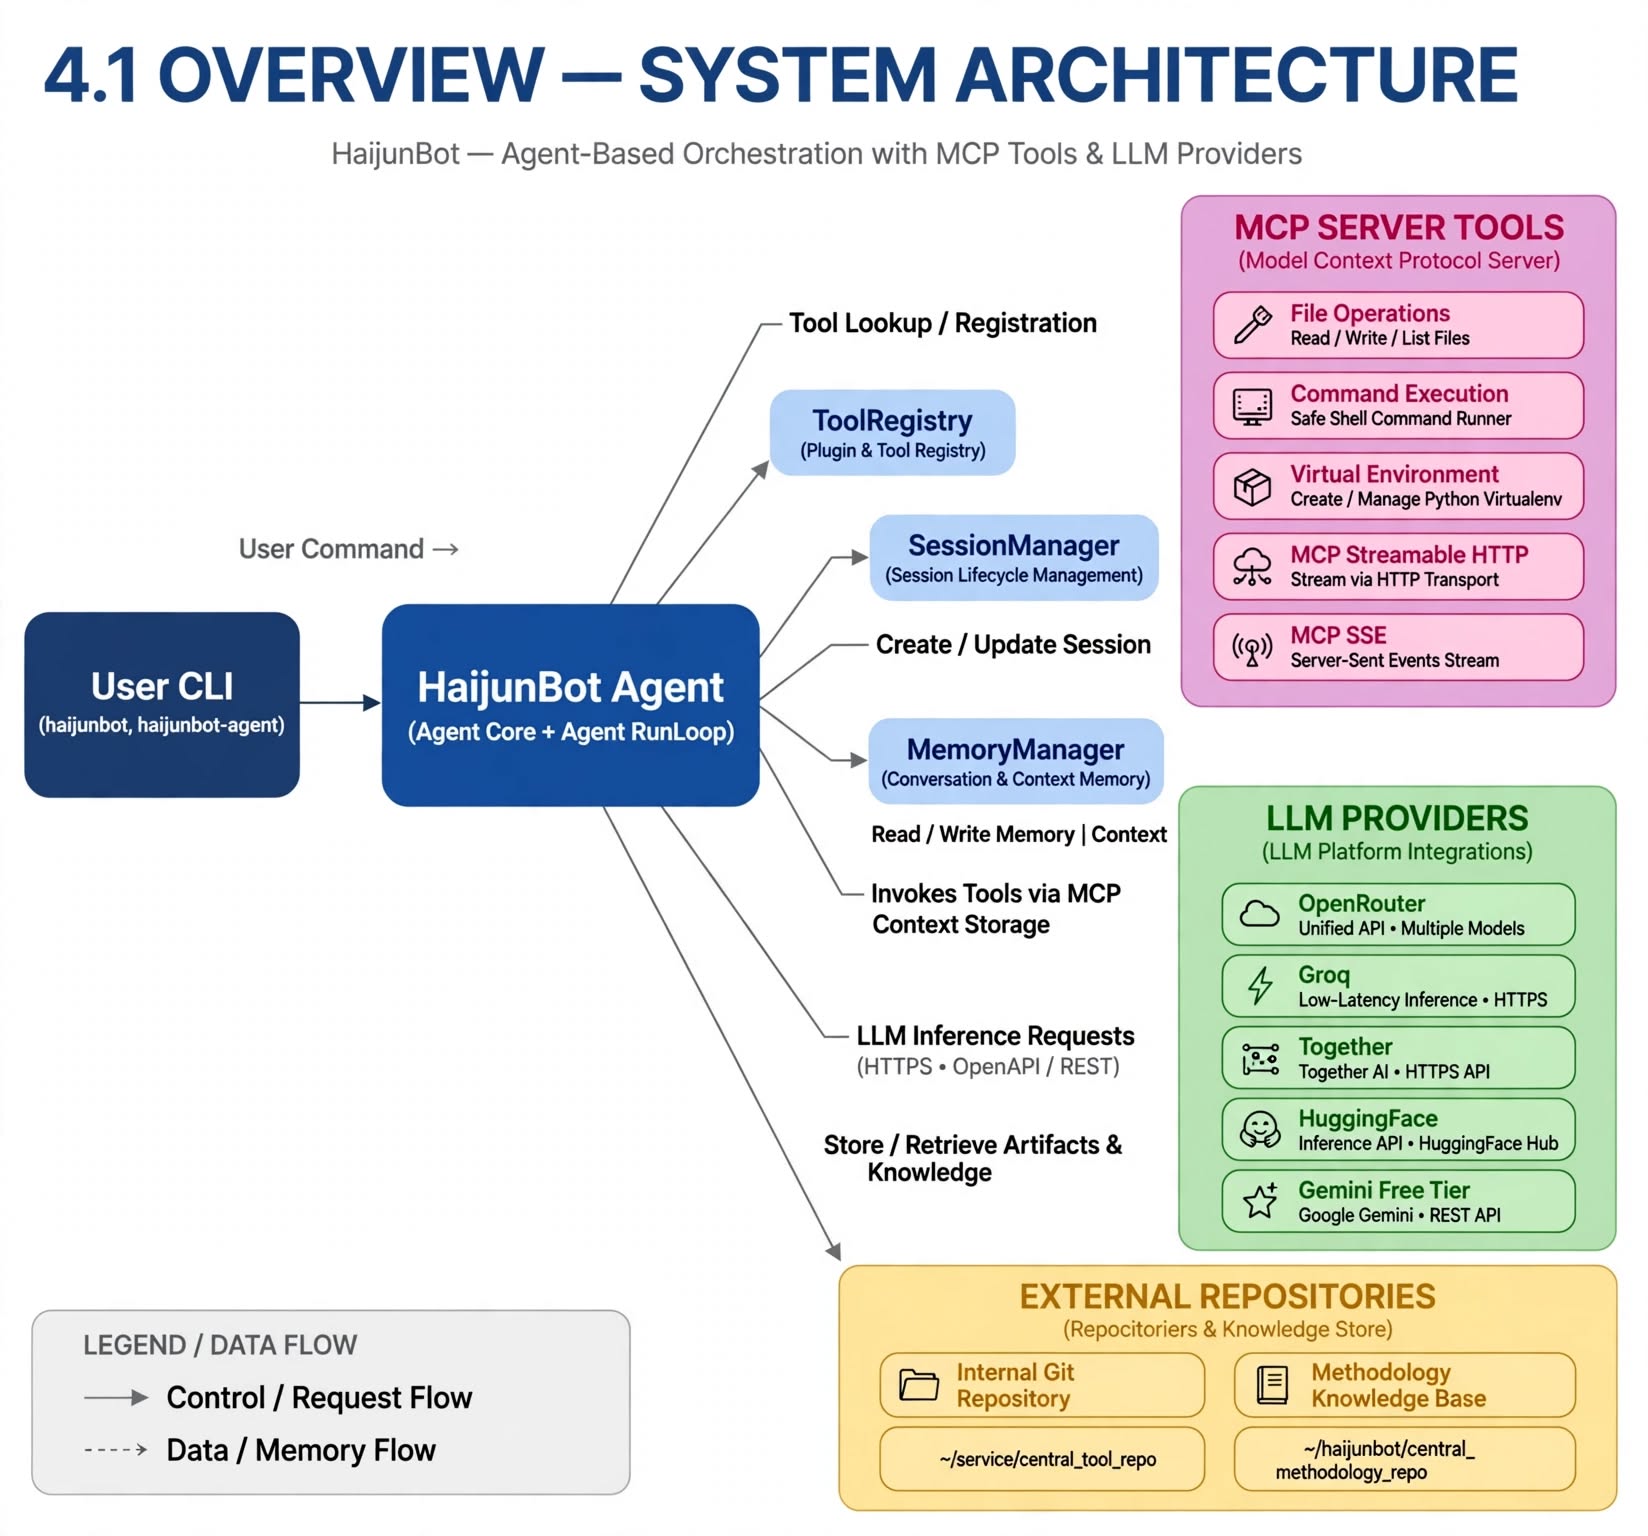 4.1 OVERVIEW — SYSTEM ARCHITECTURE
HaijunBot — Agent-Based Orchestration with MCP Tools & LLM Providers
User Command →
User CLI
(haijunbot, haijunbot-agent)
HaijunBot Agent
(Agent Core + Agent RunLoop)
Tool Lookup / Registration
ToolRegistry
(Plugin & Tool Registry)
SessionManager
(Session Lifecycle Management)
Create / Update Session
MemoryManager
(Conversation & Context Memory)
Read / Write Memory | Context
Invokes Tools via MCP
Context Storage
LLM Inference Requests
(HTTPS • OpenAPI / REST)
Store / Retrieve Artifacts &
Knowledge
MCP SERVER TOOLS
(Model Context Protocol Server)
File Operations
Read / Write / List Files
Command Execution
Safe Shell Command Runner
Virtual Environment
Create / Manage Python Virtualenv
MCP Streamable HTTP
Stream via HTTP Transport
MCP SSE
Server-Sent Events Stream
LLM PROVIDERS
(LLM Platform Integrations)
OpenRouter
Unified API • Multiple Models
Groq
Low-Latency Inference • HTTPS
Together
Together AI • HTTPS API
HuggingFace
Inference API • HuggingFace Hub
Gemini Free Tier
Google Gemini • REST API
EXTERNAL REPOSITORIES
(Repocitoriers & Knowledge Store)
Internal Git
Repository
~/service/central_tool_repo
Methodology
Knowledge Base
~/haijunbot/central_
methodology_repo
LEGEND / DATA FLOW
Control / Request Flow
Data / Memory Flow